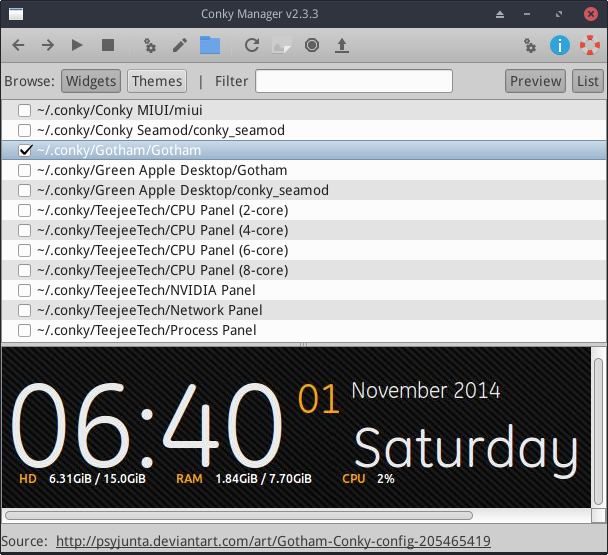 Conky Manager v2.3.3
Browse: Widgets Themes | Filter Preview List
~/.conky/Conky MIUI/miui
~/.conky/Conky Seamod/conky_seamod
~/.conky/Gotham/Gotham
~/.conky/Green Apple Desktop/Gotham
~/.conky/Green Apple Desktop/conky_seamod
~/.conky/TeejeeTech/CPU Panel (2-core)
~/.conky/TeejeeTech/CPU Panel (4-core)
~/.conky/TeejeeTech/CPU Panel (6-core)
~/.conky/TeejeeTech/CPU Panel (8-core)
~/.conky/TeejeeTech/NVIDIA Panel
~/.conky/TeejeeTech/Network Panel
~/.conky/TeejeeTech/Process Panel
06:40 01 November 2014
Saturday
HD 6.31GiB / 15.0GiB RAM 1.84GiB / 7.70GiB CPU 2%
Source: http://psyjunta.deviantart.com/art/Gotham-Conky-config-205465419